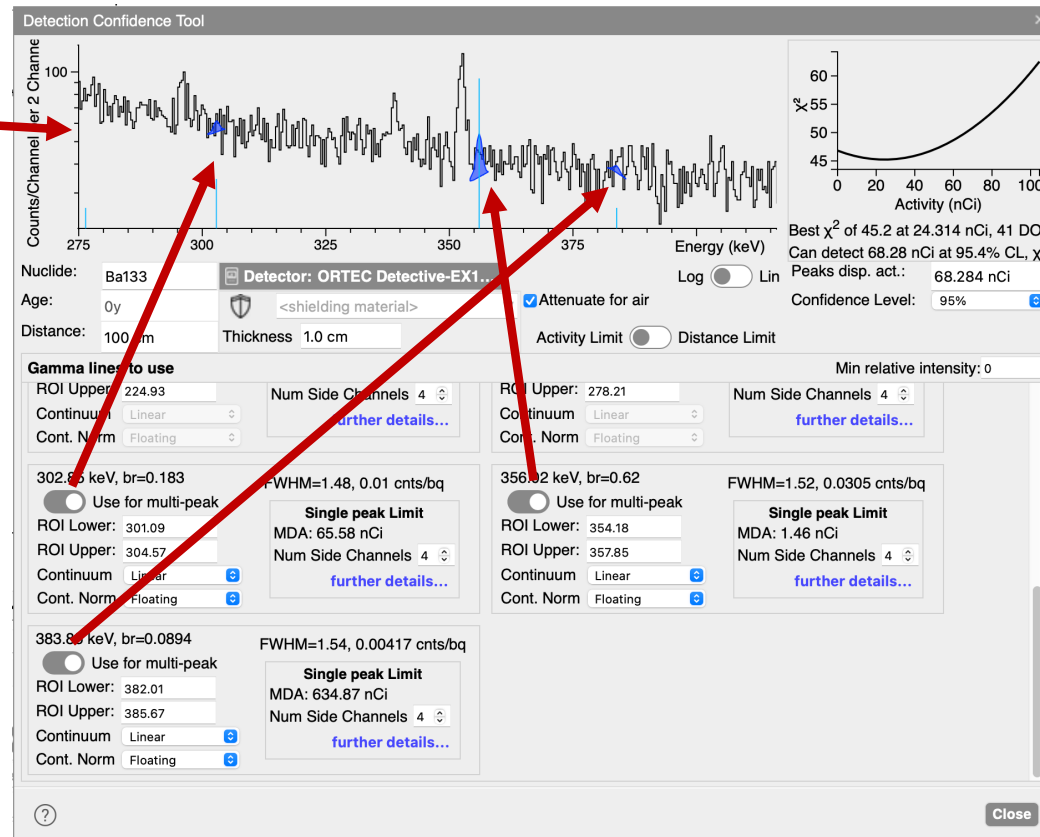 Detection Confidence Tool
Counts/Channel per 2 Channe
100
275
300
325
350
375
Energy (keV)
χ²
60
55
50
45
0
20
40
60
80
100
Activity (nCi)
Best χ² of 45.2 at 24.314 nCi, 41 DO
Can detect 68.28 nCi at 95.4% CL, χ
Nuclide:
Ba133
Detector: ORTEC Detective-EX1...
Log
Lin
Peaks disp. act.:
68.284 nCi
Age:
0y
<shielding material>
Attenuate for air
Confidence Level:
95%
Distance:
100 cm
Thickness
1.0 cm
Activity Limit
Distance Limit
Gamma lines to use
Min relative intensity:
0
ROI Upper:
224.93
Num Side Channels
4
Continuum
Linear
further details...
Cont. Norm
Floating
ROI Upper:
278.21
Num Side Channels
4
Continuum
Linear
further details...
Cont. Norm
Floating
302.85 keV, br=0.183
FWHM=1.48, 0.01 cnts/bq
Use for multi-peak
ROI Lower:
301.09
Single peak Limit
MDA: 65.58 nCi
ROI Upper:
304.57
Num Side Channels
4
Continuum
Linear
further details...
Cont. Norm
Floating
356.02 keV, br=0.62
FWHM=1.52, 0.0305 cnts/bq
Use for multi-peak
ROI Lower:
354.18
Single peak Limit
MDA: 1.46 nCi
ROI Upper:
357.85
Num Side Channels
4
Continuum
Linear
further details...
Cont. Norm
Floating
383.85 keV, br=0.0894
FWHM=1.54, 0.00417 cnts/bq
Use for multi-peak
ROI Lower:
382.01
Single peak Limit
MDA: 634.87 nCi
ROI Upper:
385.67
Num Side Channels
4
Continuum
Linear
further details...
Cont. Norm
Floating
?
Close